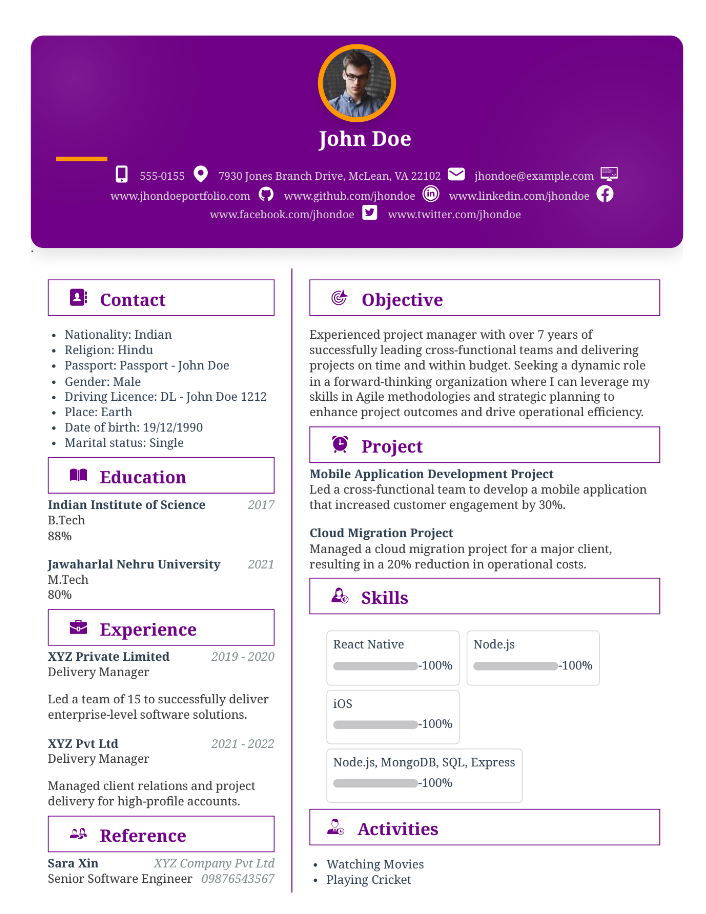 John Doe
555-0155 7930 Jones Branch Drive, McLean, VA 22102 jhondoe@example.com
www.jhondoeportfolio.com www.github.com/jhondoe www.linkedin.com/jhondoe
www.facebook.com/jhondoe www.twitter.com/jhondoe
.
Contact
• Nationality: Indian
• Religion: Hindu
• Passport: Passport - John Doe
• Gender: Male
• Driving Licence: DL - John Doe 1212
• Place: Earth
• Date of birth: 19/12/1990
• Marital status: Single
Education
Indian Institute of Science 2017
B.Tech
88%
Jawaharlal Nehru University 2021
M.Tech
80%
Experience
XYZ Private Limited 2019 - 2020
Delivery Manager
Led a team of 15 to successfully deliver
enterprise-level software solutions.
XYZ Pvt Ltd 2021 - 2022
Delivery Manager
Managed client relations and project
delivery for high-profile accounts.
Reference
Sara Xin XYZ Company Pvt Ltd
Senior Software Engineer 09876543567
Objective
Experienced project manager with over 7 years of
successfully leading cross-functional teams and delivering
projects on time and within budget. Seeking a dynamic role
in a forward-thinking organization where I can leverage my
skills in Agile methodologies and strategic planning to
enhance project outcomes and drive operational efficiency.
Project
Mobile Application Development Project
Led a cross-functional team to develop a mobile application
that increased customer engagement by 30%.
Cloud Migration Project
Managed a cloud migration project for a major client,
resulting in a 20% reduction in operational costs.
Skills
React Native
-100%
Node.js
-100%
iOS
-100%
Node.js, MongoDB, SQL, Express
-100%
Activities
• Watching Movies
• Playing Cricket